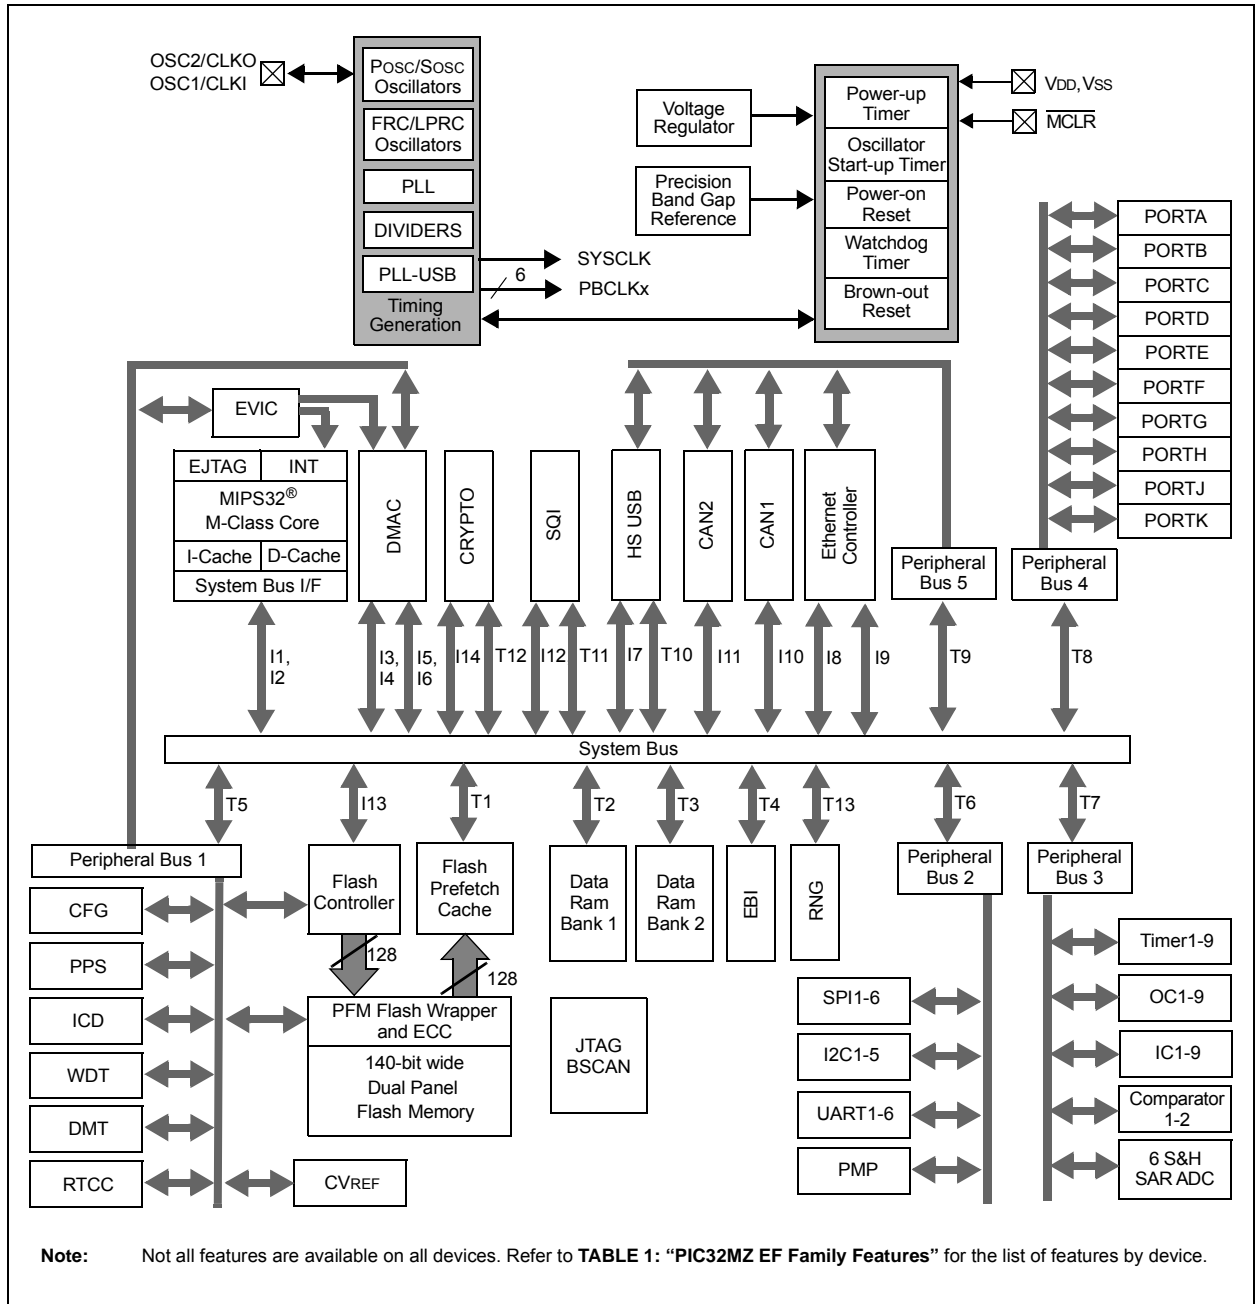 OSC2/CLKO
OSC1/CLKI
POSC/SOSC
Oscillators
FRC/LPRC
Oscillators
PLL
DIVIDERS
PLL-USB
Timing
Generation
SYSCLK
6
PBCLKx
Voltage
Regulator
Precision
Band Gap
Reference
Power-up
Timer
Oscillator
Start-up Timer
Power-on
Reset
Watchdog
Timer
Brown-out
Reset
VDD, VSS
MCLR
PORTA
PORTB
PORTC
PORTD
PORTE
PORTF
PORTG
PORTH
PORTJ
PORTK
EVIC
EJTAG
INT
MIPS32®
M-Class Core
I-Cache
D-Cache
System Bus I/F
DMAC
CRYPTO
SQI
HS USB
CAN2
CAN1
Ethernet
Controller
Peripheral
Bus 5
Peripheral
Bus 4
I1,
I2
I3,
I4
I5,
I6
I14
T12
I12
T11
I7
T10
I11
I10
I8
I9
T9
T8
System Bus
T5
I13
T1
T2
T3
T4
T13
T6
T7
Peripheral Bus 1
Flash
Controller
Flash
Prefetch
Cache
Data
Ram
Bank 1
Data
Ram
Bank 2
EBI
RNG
Peripheral
Bus 2
Peripheral
Bus 3
CFG
PPS
ICD
WDT
DMT
RTCC
128
128
PFM Flash Wrapper
and ECC
140-bit wide
Dual Panel
Flash Memory
CVREF
JTAG
BSCAN
SPI1-6
I2C1-5
UART1-6
PMP
Timer1-9
OC1-9
IC1-9
Comparator
1-2
6 S&H
SAR ADC
Note: Not all features are available on all devices. Refer to TABLE 1: “PIC32MZ EF Family Features” for the list of features by device.